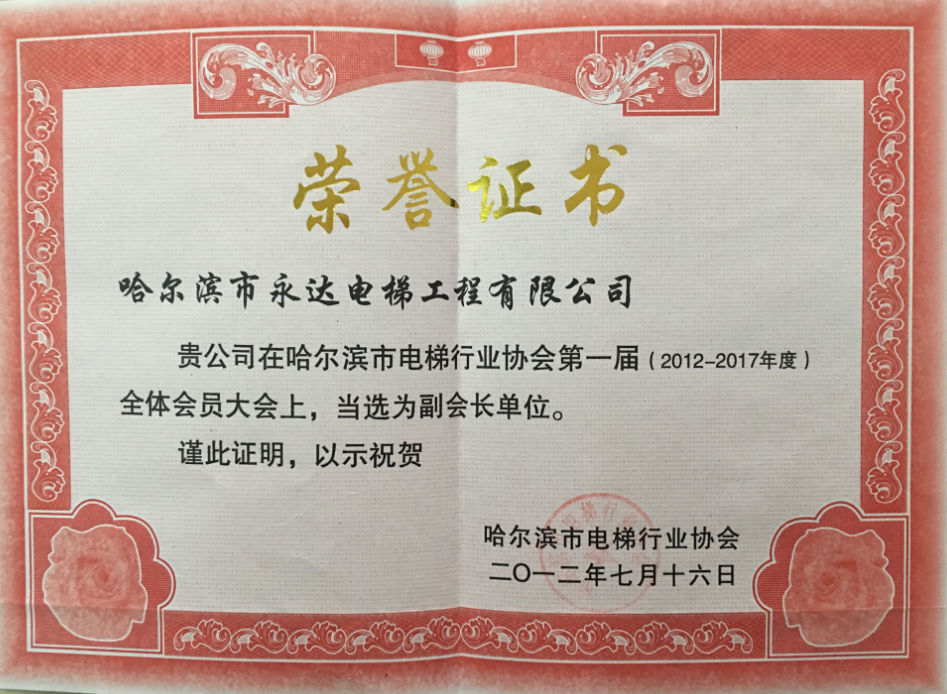 荣誉证书
哈尔滨市永达电梯工程有限公司
贵公司在哈尔滨市电梯行业协会第一届（2012-2017年度）
全体会员大会上，当选为副会长单位。
谨此证明，以示祝贺
哈尔滨市电梯行业协会
二〇一二年七月十六日